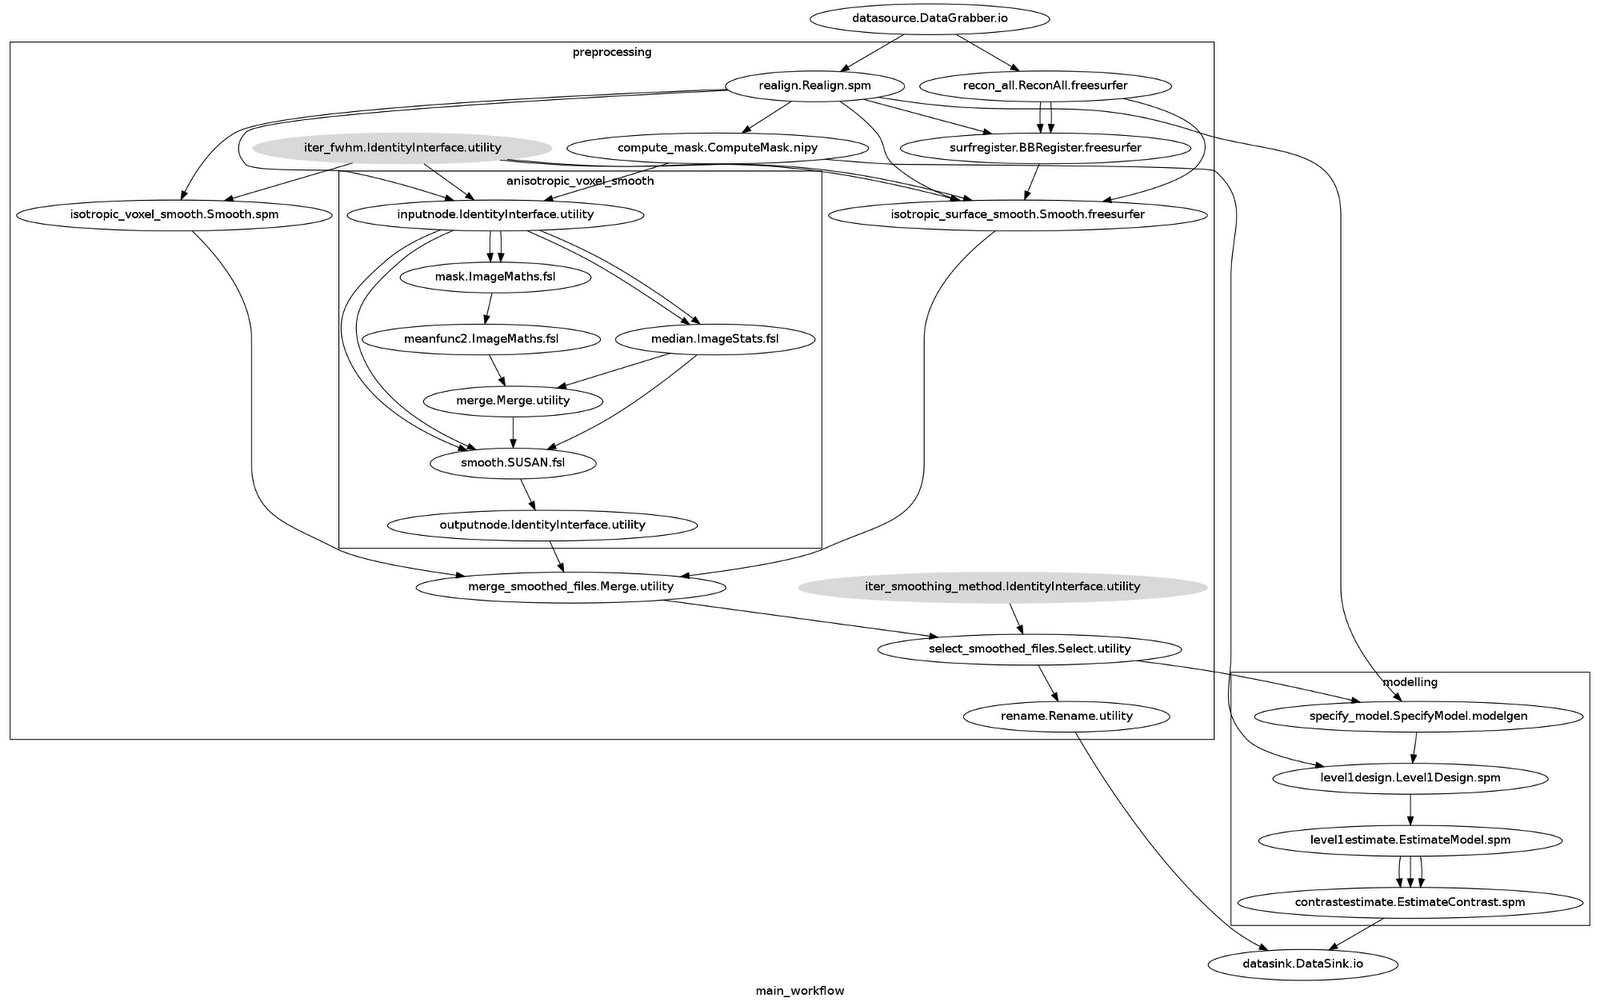 datasource.DataGrabber.io
preprocessing
realign.Realign.spm
recon_all.ReconAll.freesurfer
iter_fwhm.IdentityInterface.utility
compute_mask.ComputeMask.nipy
surfregister.BBRegister.freesurfer
anisotropic_voxel_smooth
isotropic_voxel_smooth.Smooth.spm
inputnode.IdentityInterface.utility
isotropic_surface_smooth.Smooth.freesurfer
mask.ImageMaths.fsl
meanfunc2.ImageMaths.fsl
median.ImageStats.fsl
merge.Merge.utility
smooth.SUSAN.fsl
outputnode.IdentityInterface.utility
merge_smoothed_files.Merge.utility
iter_smoothing_method.IdentityInterface.utility
select_smoothed_files.Select.utility
modelling
rename.Rename.utility
specify_model.SpecifyModel.modelgen
level1design.Level1Design.spm
level1estimate.EstimateModel.spm
contrastestimate.EstimateContrast.spm
datasink.DataSink.io
main_workflow